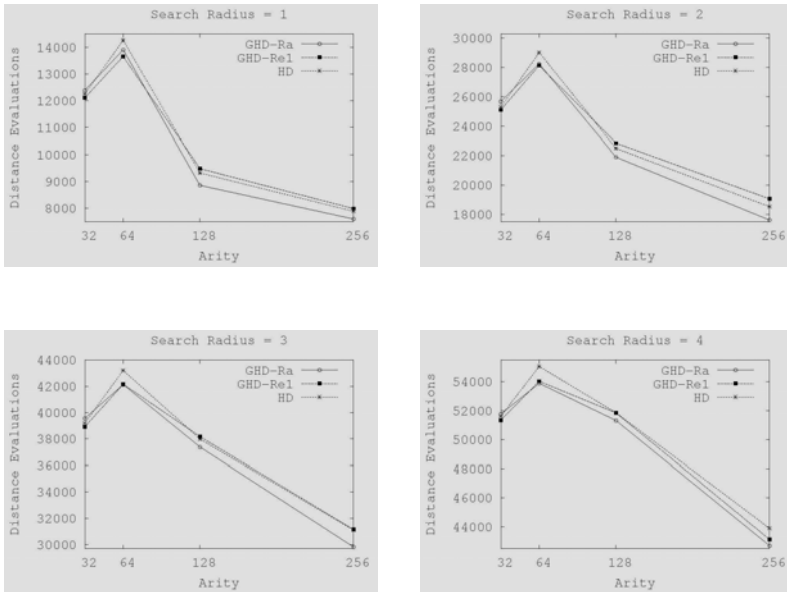 Search Radius = 1
14000
13000
12000
11000
10000
9000
8000
Distance Evaluations
GHD-Ra
GHD-Re1
HD
32 64 128 256
Arity
Search Radius = 2
30000
28000
26000
24000
22000
20000
18000
Distance Evaluations
GHD-Ra
GHD-Re1
HD
32 64 128 256
Arity
Search Radius = 3
44000
42000
40000
38000
36000
34000
32000
30000
Distance Evaluations
GHD-Ra
GHD-Re1
HD
32 64 128 256
Arity
Search Radius = 4
54000
52000
50000
48000
46000
44000
Distance Evaluations
GHD-Ra
GHD-Re1
HD
32 64 128 256
Arity